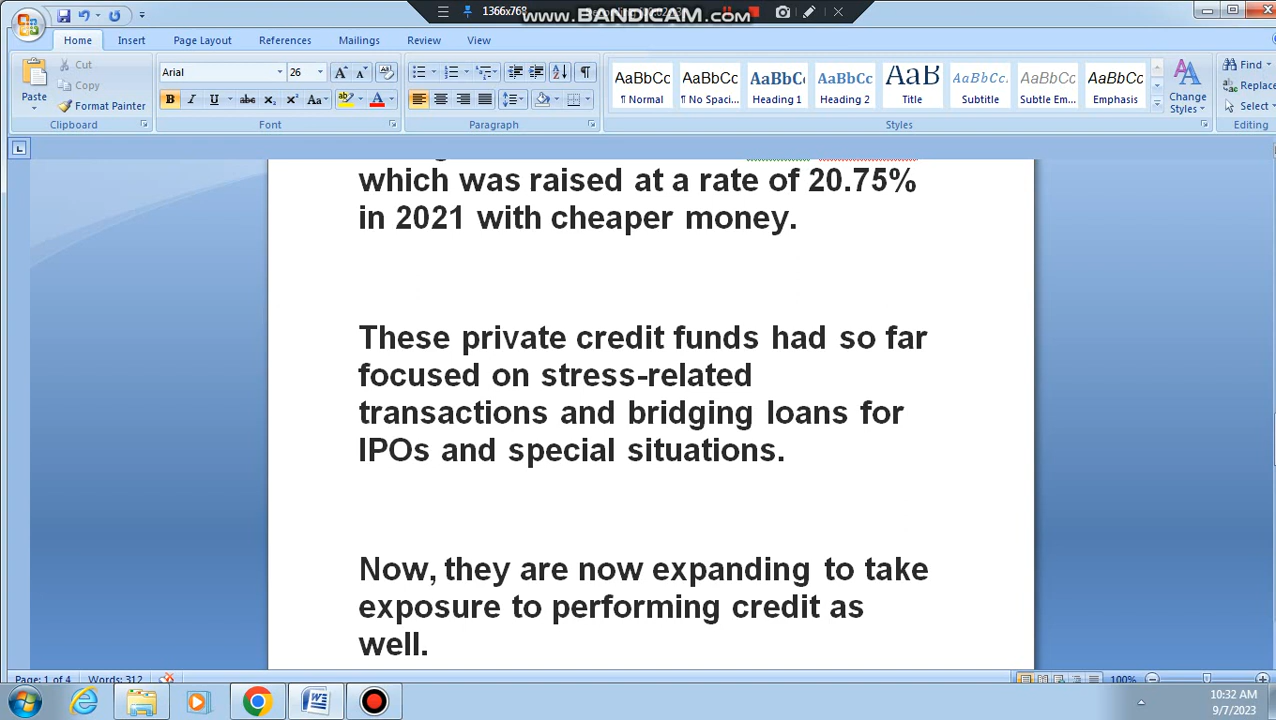 1366x768
www.BANDICAM.com
Home Insert Page Layout References Mailings Review View
Cut
Copy
Format Painter
Paste
Clipboard
Arial 26
Font
Paragraph
AaBbCc AaBbCc AaBbC AaBbCc AaB AaBbCc. AaBbCc AaBbCc
¶ Normal ¶ No Spaci... Heading 1 Heading 2 Title Subtitle Subtle Em... Emphasis
Styles
Change
Styles
Find
Replace
Select
Editing
which was raised at a rate of 20.75%
in 2021 with cheaper money.
These private credit funds had so far
focused on stress-related
transactions and bridging loans for
IPOs and special situations.
Now, they are now expanding to take
exposure to performing credit as
well.
Page: 1 of 4 Words: 312 100%
10:32 AM
9/7/2023